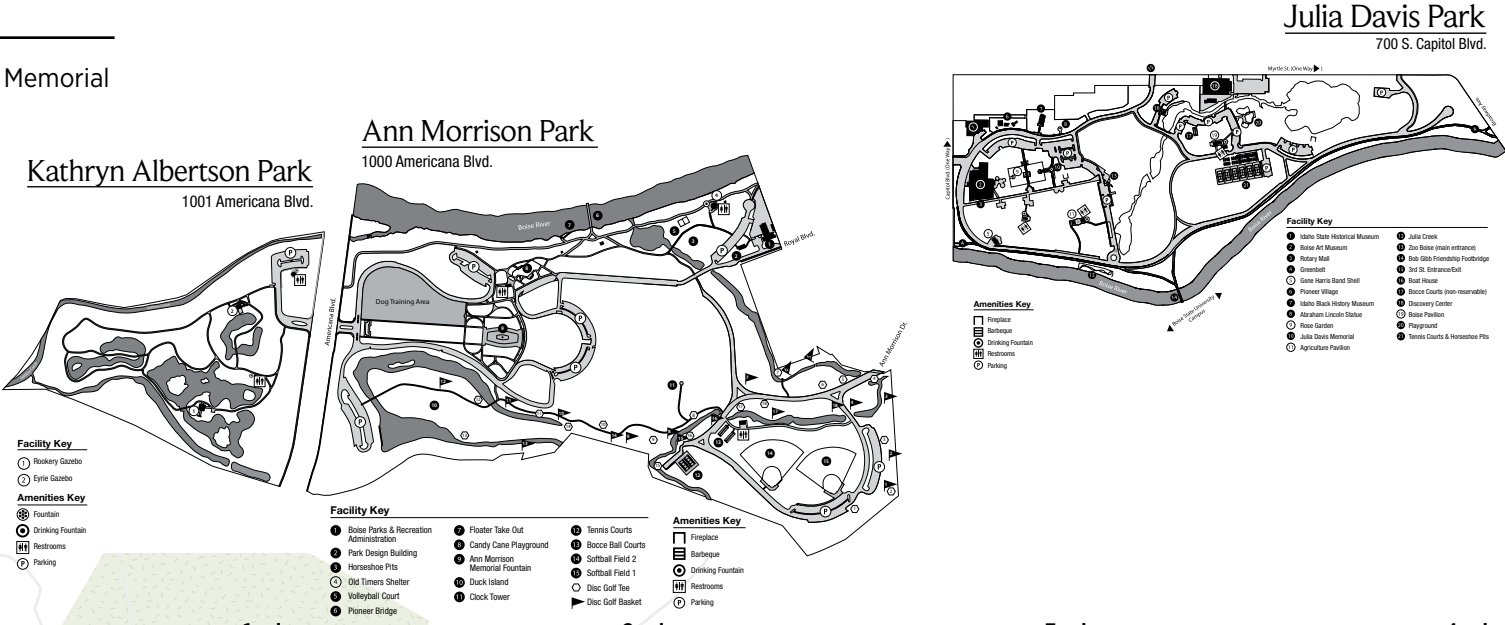 Memorial
Kathryn Albertson Park
1001 Americana Blvd.
Facility Key
1 Rookery Gazebo
2 Eyrie Gazebo
Amenities Key
Fountain
Drinking Fountain
Restrooms
P Parking
Ann Morrison Park
1000 Americana Blvd.
Boise River
Royal Blvd.
Dog Training Area
Americana Blvd.
Ann Morrison Dr.
Facility Key
1 Boise Parks & Recreation
Administration
2 Park Design Building
3 Horseshoe Pits
4 Old Timers Shelter
5 Volleyball Court
6 Pioneer Bridge
7 Floater Take Out
8 Candy Cane Playground
9 Ann Morrison
Memorial Fountain
10 Duck Island
11 Clock Tower
12 Tennis Courts
13 Bocce Ball Courts
14 Softball Field 2
15 Softball Field 1
Disc Golf Tee
Disc Golf Basket
Amenities Key
Fireplace
Barbeque
Drinking Fountain
Restrooms
P Parking
Julia Davis Park
700 S. Capitol Blvd.
Myrtle St. (One Way)
Capitol Blvd. (One Way)
Broadway Ave.
Boise River
Boise River
Boise State University
Campus
Amenities Key
Fireplace
Barbeque
Drinking Fountain
Restrooms
P Parking
Facility Key
1 Idaho State Historical Museum
2 Boise Art Museum
3 Rotary Mall
4 Greenbelt
5 Gene Harris Band Shell
6 Pioneer Village
7 Idaho Black History Museum
Abraham Lincoln Statue
9 Rose Garden
10 Julia Davis Memorial
11 Agriculture Pavilion
12 Julia Creek
13 Zoo Boise (main entrance)
14 Bob Gibb Friendship Footbridge
15 3rd St. Entrance/Exit
16 Boat House
17 Bocce Courts (non-reservable)
18 Discovery Center
19 Boise Pavilion
20 Playground
21 Tennis Courts & Horseshoe Pits